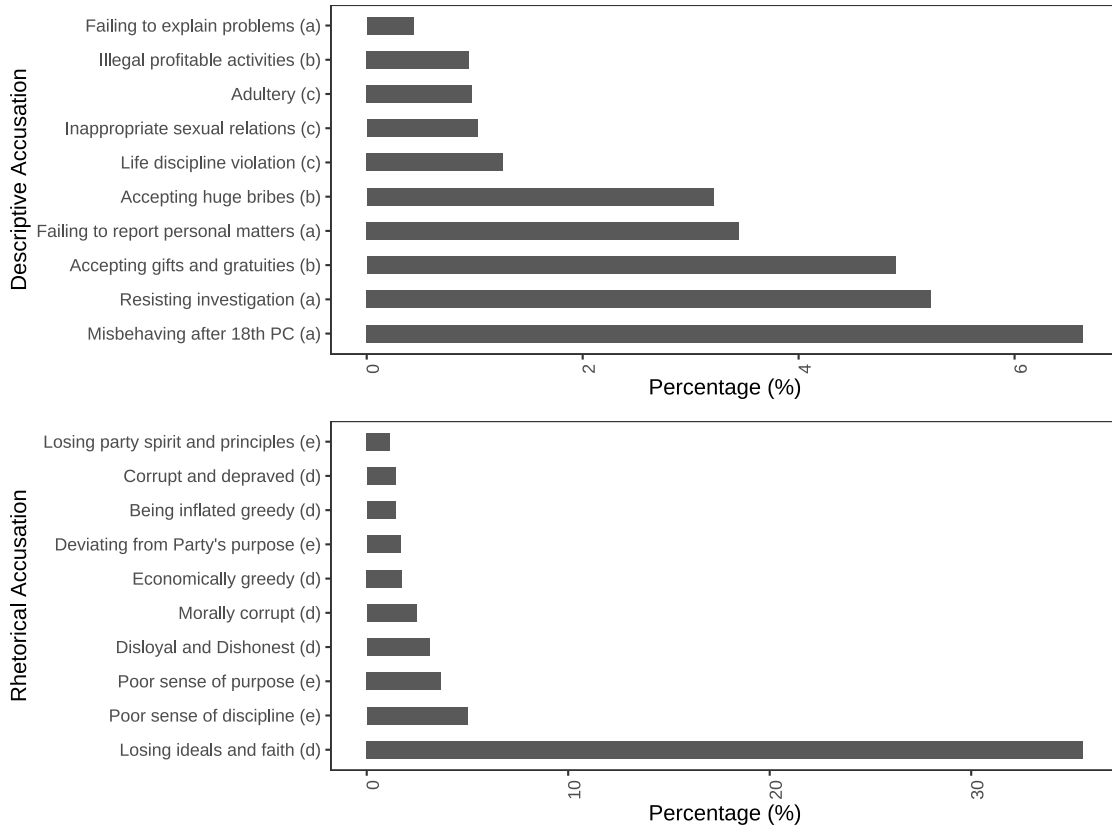 Descriptive Accusation
Failing to explain problems (a)
Illegal profitable activities (b)
Adultery (c)
Inappropriate sexual relations (c)
Life discipline violation (c)
Accepting huge bribes (b)
Failing to report personal matters (a)
Accepting gifts and gratuities (b)
Resisting investigation (a)
Misbehaving after 18th PC (a)
0 2 4 6
Percentage (%)
Rhetorical Accusation
Losing party spirit and principles (e)
Corrupt and depraved (d)
Being inflated greedy (d)
Deviating from Party's purpose (e)
Economically greedy (d)
Morally corrupt (d)
Disloyal and Dishonest (d)
Poor sense of purpose (e)
Poor sense of discipline (e)
Losing ideals and faith (d)
0 10 20 30
Percentage (%)